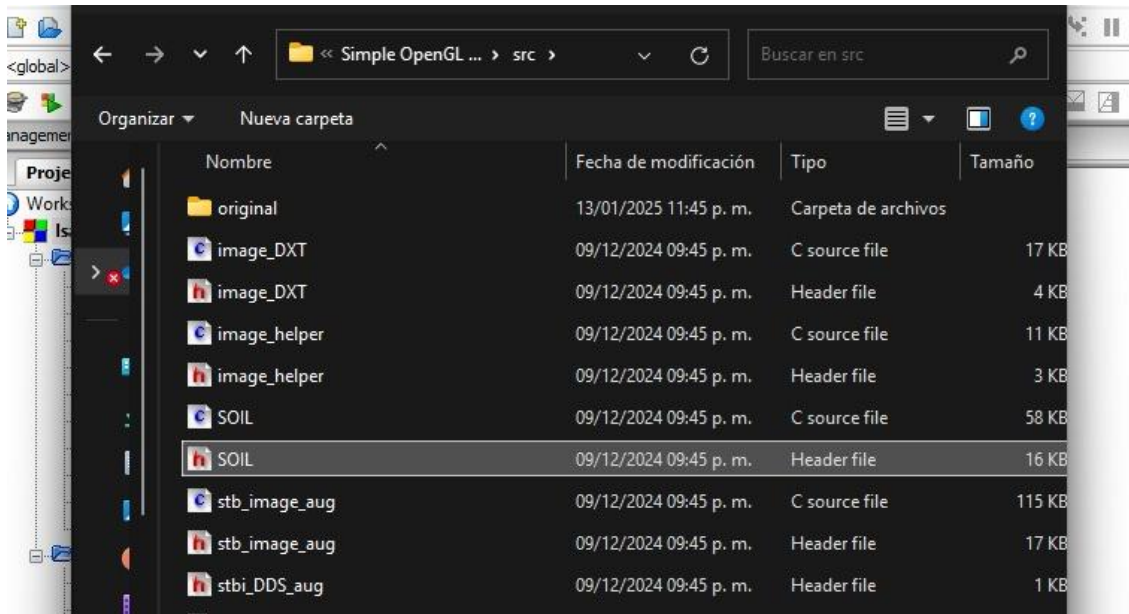 « Simple OpenGL ... › src ›
Buscar en src
<global>
Organizar
Nueva carpeta
Nombre
Fecha de modificación
Tipo
Tamaño
original
13/01/2025 11:45 p. m.
Carpeta de archivos
image_DXT
09/12/2024 09:45 p. m.
C source file
17 KB
image_DXT
09/12/2024 09:45 p. m.
Header file
4 KB
image_helper
09/12/2024 09:45 p. m.
C source file
11 KB
image_helper
09/12/2024 09:45 p. m.
Header file
3 KB
SOIL
09/12/2024 09:45 p. m.
C source file
58 KB
SOIL
09/12/2024 09:45 p. m.
Header file
16 KB
stb_image_aug
09/12/2024 09:45 p. m.
C source file
115 KB
stb_image_aug
09/12/2024 09:45 p. m.
Header file
17 KB
stbi_DDS_aug
09/12/2024 09:45 p. m.
Header file
1 KB
Proje
Work
Isa